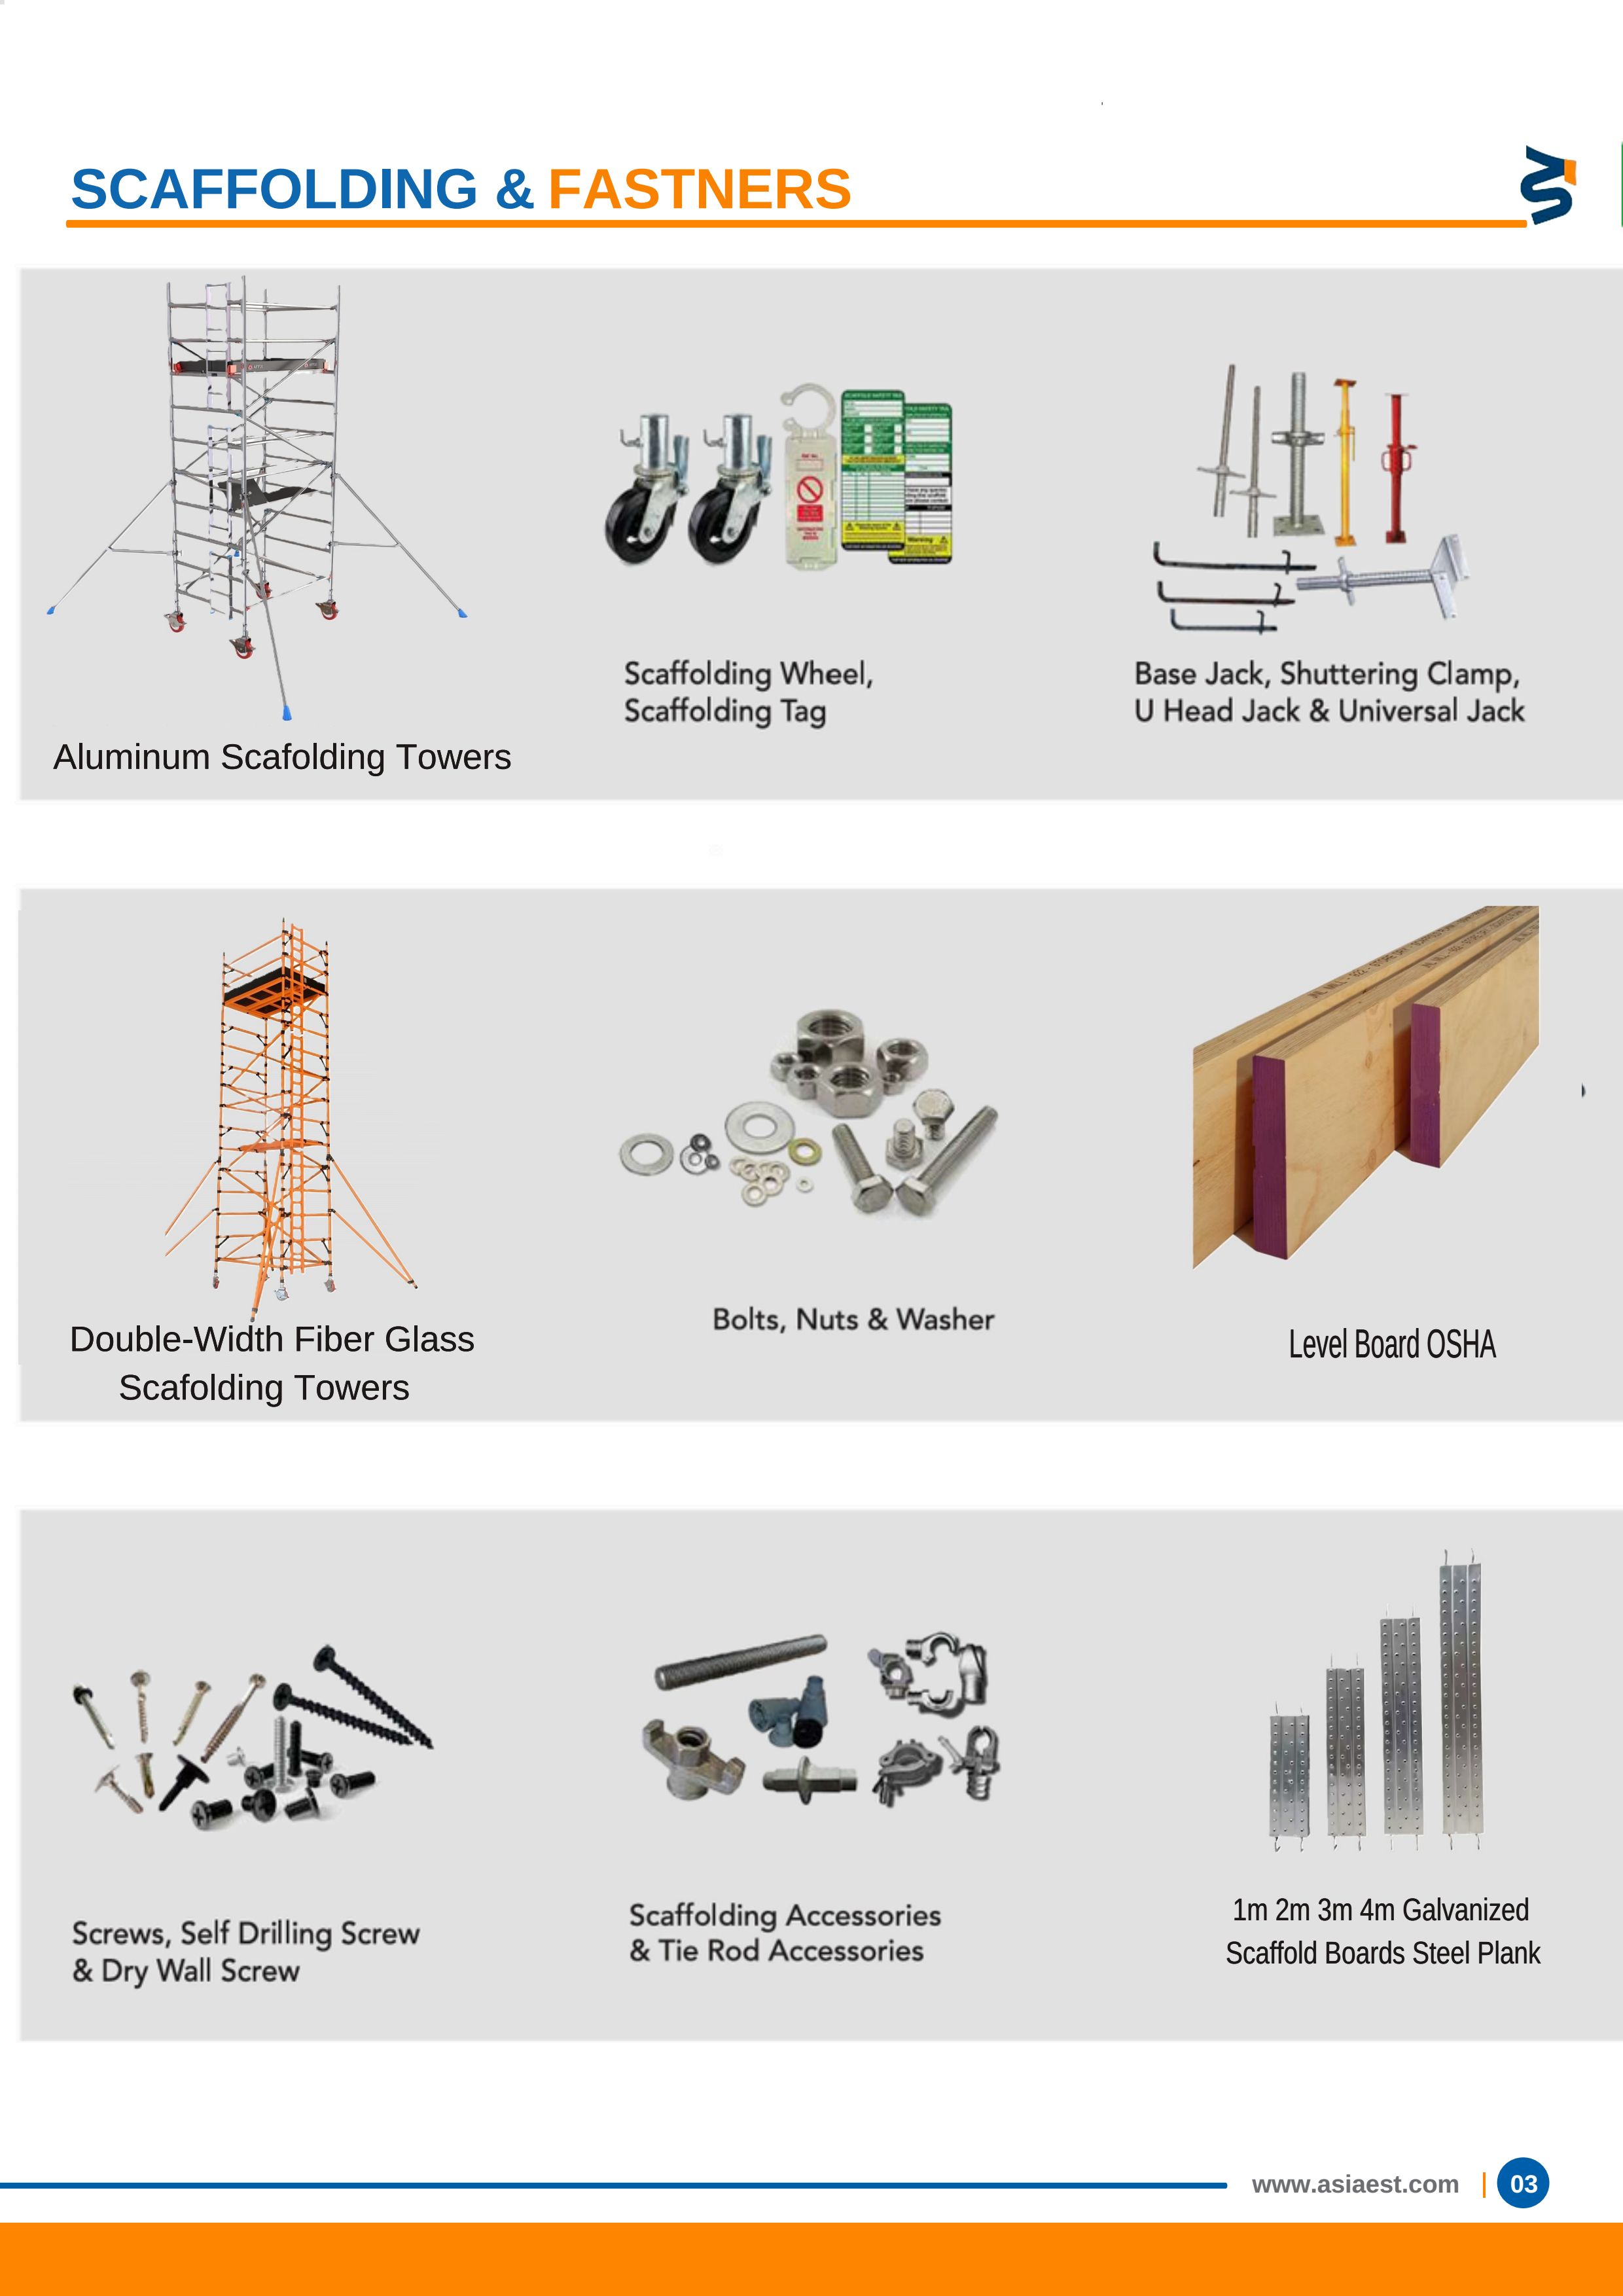 SCAFFOLDING & FASTNERS
Scaffolding Wheel,
Scaffolding Tag
Base Jack, Shuttering Clamp,
U Head Jack & Universal Jack
Aluminum Scafolding Towers
Double-Width Fiber Glass
Scafolding Towers
Bolts, Nuts & Washer
Level Board OSHA
Screws, Self Drilling Screw
& Dry Wall Screw
Scaffolding Accessories
& Tie Rod Accessories
1m 2m 3m 4m Galvanized
Scaffold Boards Steel Plank
www.asiaest.com | 03